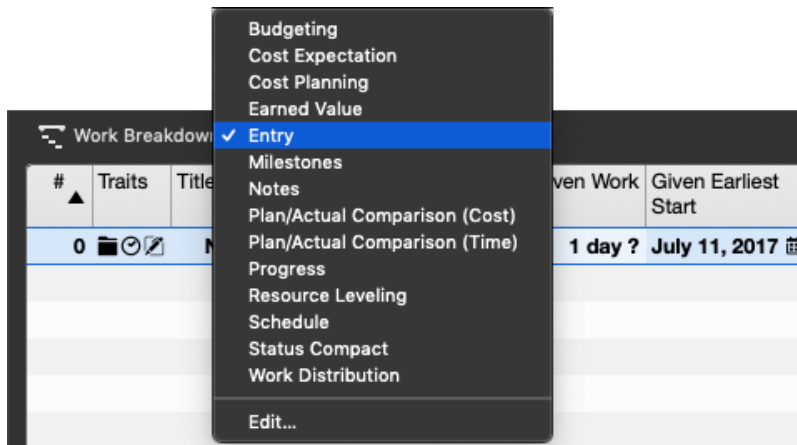 Budgeting
Cost Expectation
Cost Planning
Earned Value
Work Breakdow
✓ Entry
Milestones
# Traits Title
Notes
ven Work Given Earliest
Start
Plan/Actual Comparison (Cost)
0
Plan/Actual Comparison (Time)
1 day ? July 11, 2017
Progress
Resource Leveling
Schedule
Status Compact
Work Distribution
Edit...